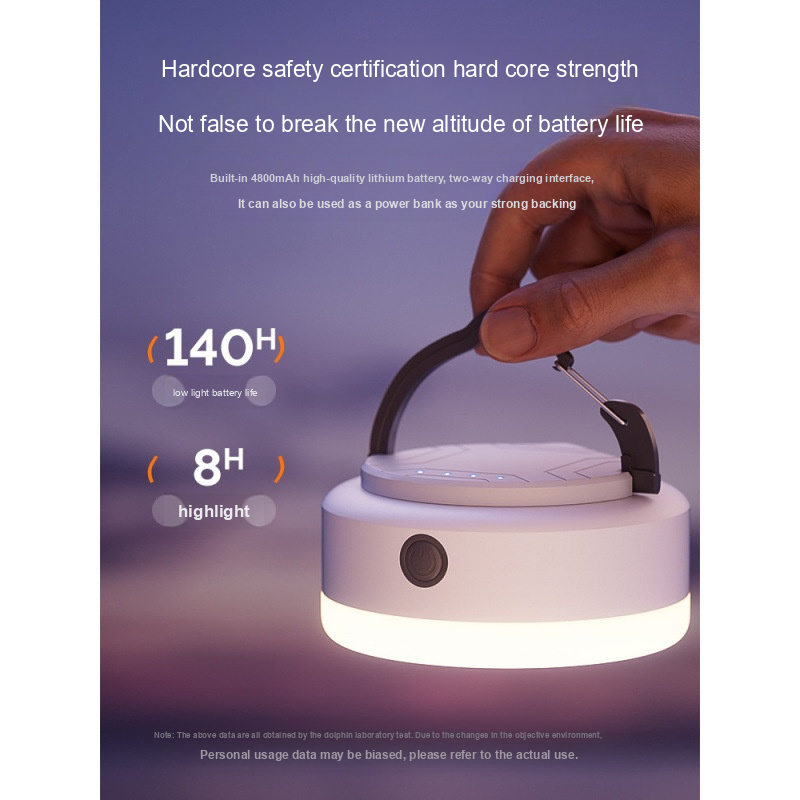 Hardcore safety certification hard core strength
Not false to break the new altitude of battery life
Built-in 4800mAh high-quality lithium battery, two-way charging interface,
It can also be used as a power bank as your strong backing
(140H)
low light battery life
(8H)
highlight
Note: The above data are all obtained by the dolphin laboratory test. Due to the changes in the objective environment,
Personal usage data may be biased, please refer to the actual use.